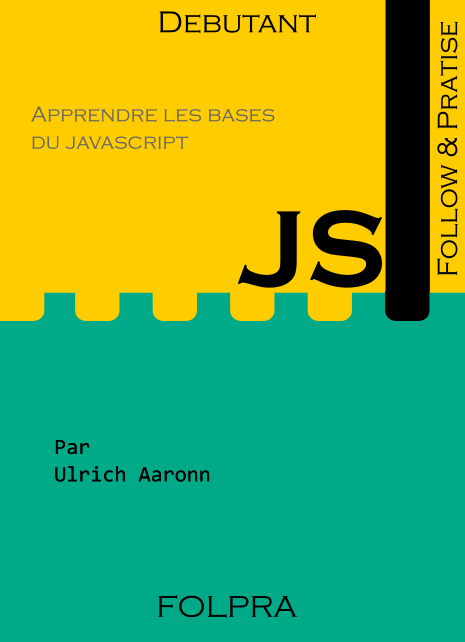 DEBUTANT
FOLLOW & PRATISE
APPRENDRE LES BASES
DU JAVASCRIPT
JS
Par
Ulrich Aaronn
FOLPRA